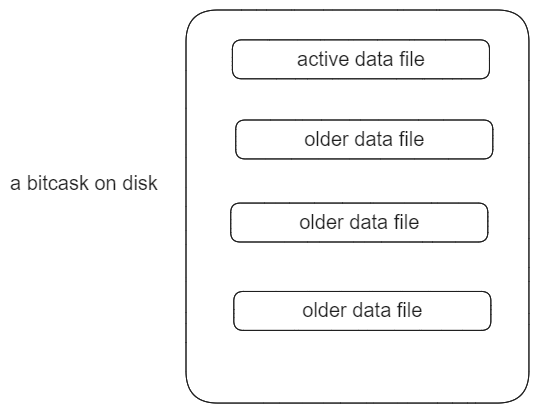 active data file
older data file
a bitcask on disk
older data file
older data file